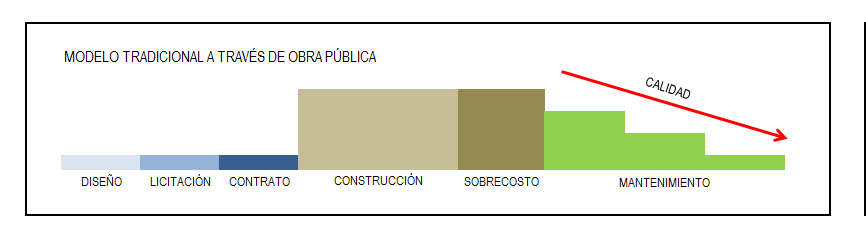 MODELO TRADICIONAL A TRAVÉS DE OBRA PÚBLICA
CALIDAD
DISEÑO LICITACIÓN CONTRATO CONSTRUCCIÓN SOBRECOSTO MANTENIMIENTO